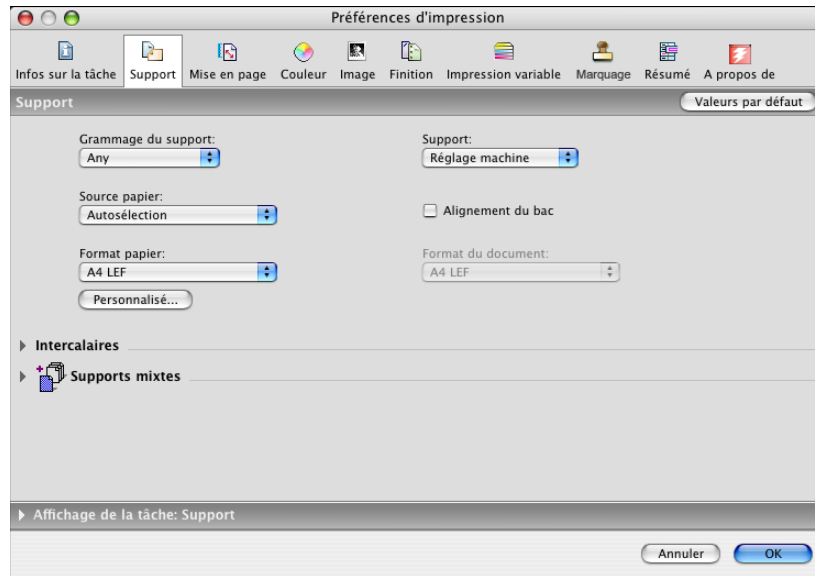 Préférences d'impression
Infos sur la tâche Support Mise en page Couleur Image Finition Impression variable Marquage Résumé A propos de
Support Valeurs par défaut
Grammage du support: Support:
Any Réglage machine
Source papier:
Autosélection Alignement du bac
Format papier: Format du document:
A4 LEF A4 LEF
Personnalisé...
Intercalaires
Supports mixtes
Affichage de la tâche: Support
Annuler OK